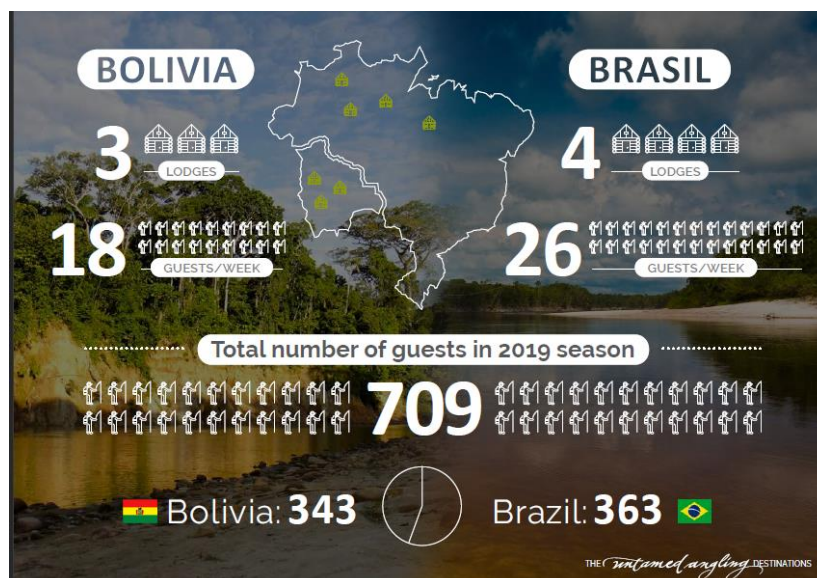 BOLIVIA
3
LODGES
18
GUESTS/WEEK
BRASIL
4
LODGES
26
GUESTS/WEEK
Total number of guests in 2019 season
709
Bolivia: 343
Brazil: 363
THE untamed angling DESTINATIONS